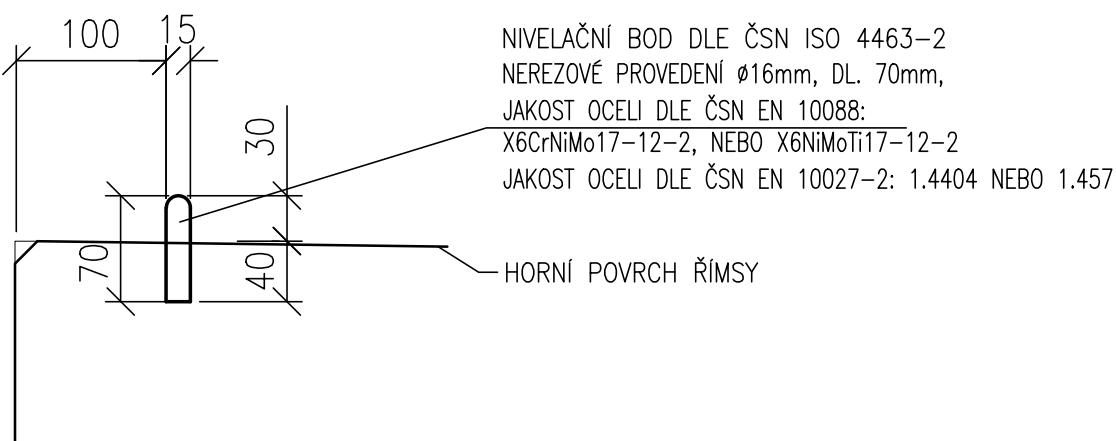 100
15
NIVELAČNÍ BOD DLE ČSN ISO 4463-2
NEREZOVÉ PROVEDENÍ Ø16mm, DL. 70mm,
JAKOST OCELI DLE ČSN EN 10088:
X6CrNiMo17-12-2, NEBO X6NiMoTi17-12-2
JAKOST OCELI DLE ČSN EN 10027-2: 1.4404 NEBO 1.457
30
70
40
HORNÍ POVRCH ŘÍMSY